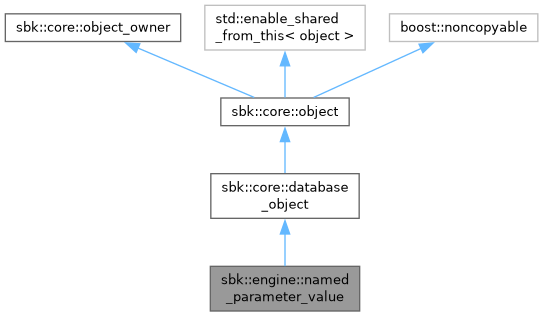 sbk::core::object_owner
std::enable_shared
_from_this< object >
boost::noncopyable
sbk::core::object
sbk::core::database
_object
sbk::engine::named
_parameter_value